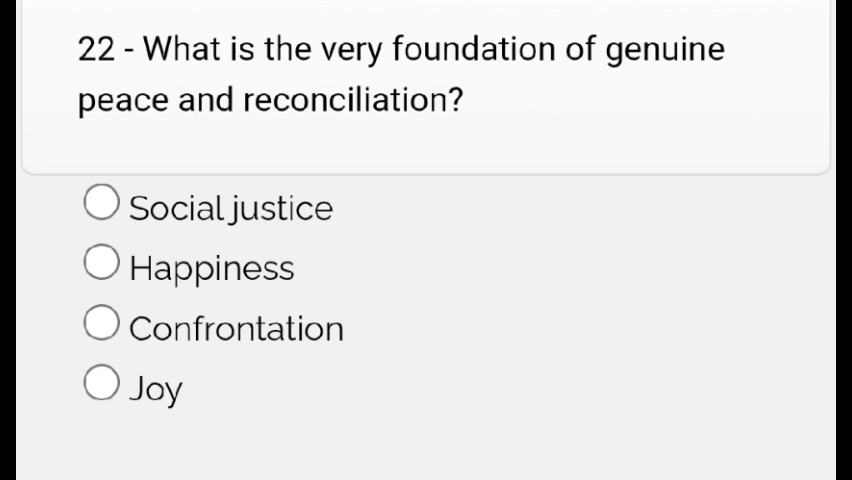 22 - What is the very foundation of genuine
peace and reconciliation?
Social justice
Happiness
Confrontation
Joy